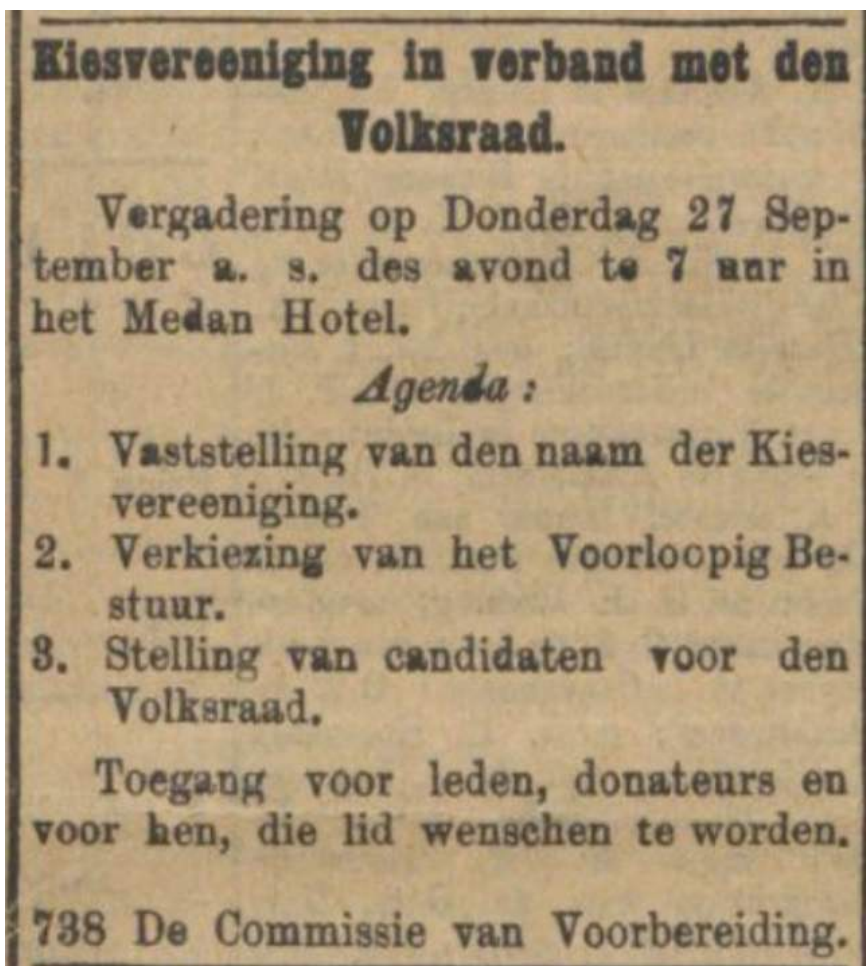 Kiesvereeniging in verband met den
Volksraad.
Vergadering op Donderdag 27 Sep-
tember a. s. des avond te 7 uur in
het Medan Hotel.
Agenda:
1. Vaststelling van den naam der Kies-
vereeniging.
2. Verkiezing van het Voorloopig Be-
stuur.
3. Stelling van candidaten voor den
Volksraad.
Toegang voor leden, donateurs en
voor hen, die lid wenschen te worden.
738 De Commissie van Voorbereiding.